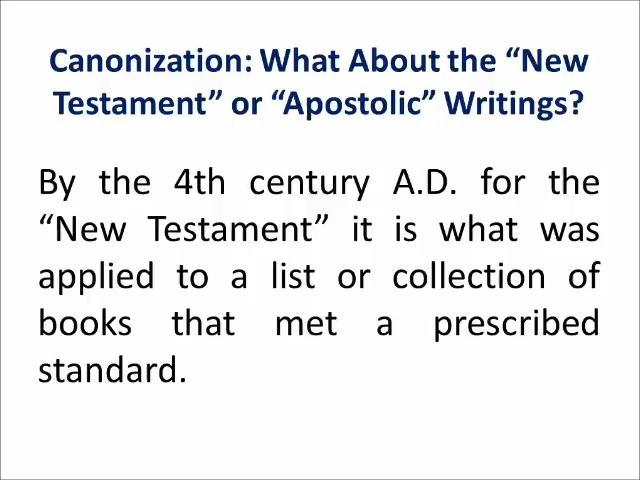 Canonization: What About the “New
Testament” or “Apostolic” Writings?
By the 4th century A.D. for the
“New Testament” it is what was
applied to a list or collection of
books that met a prescribed
standard.